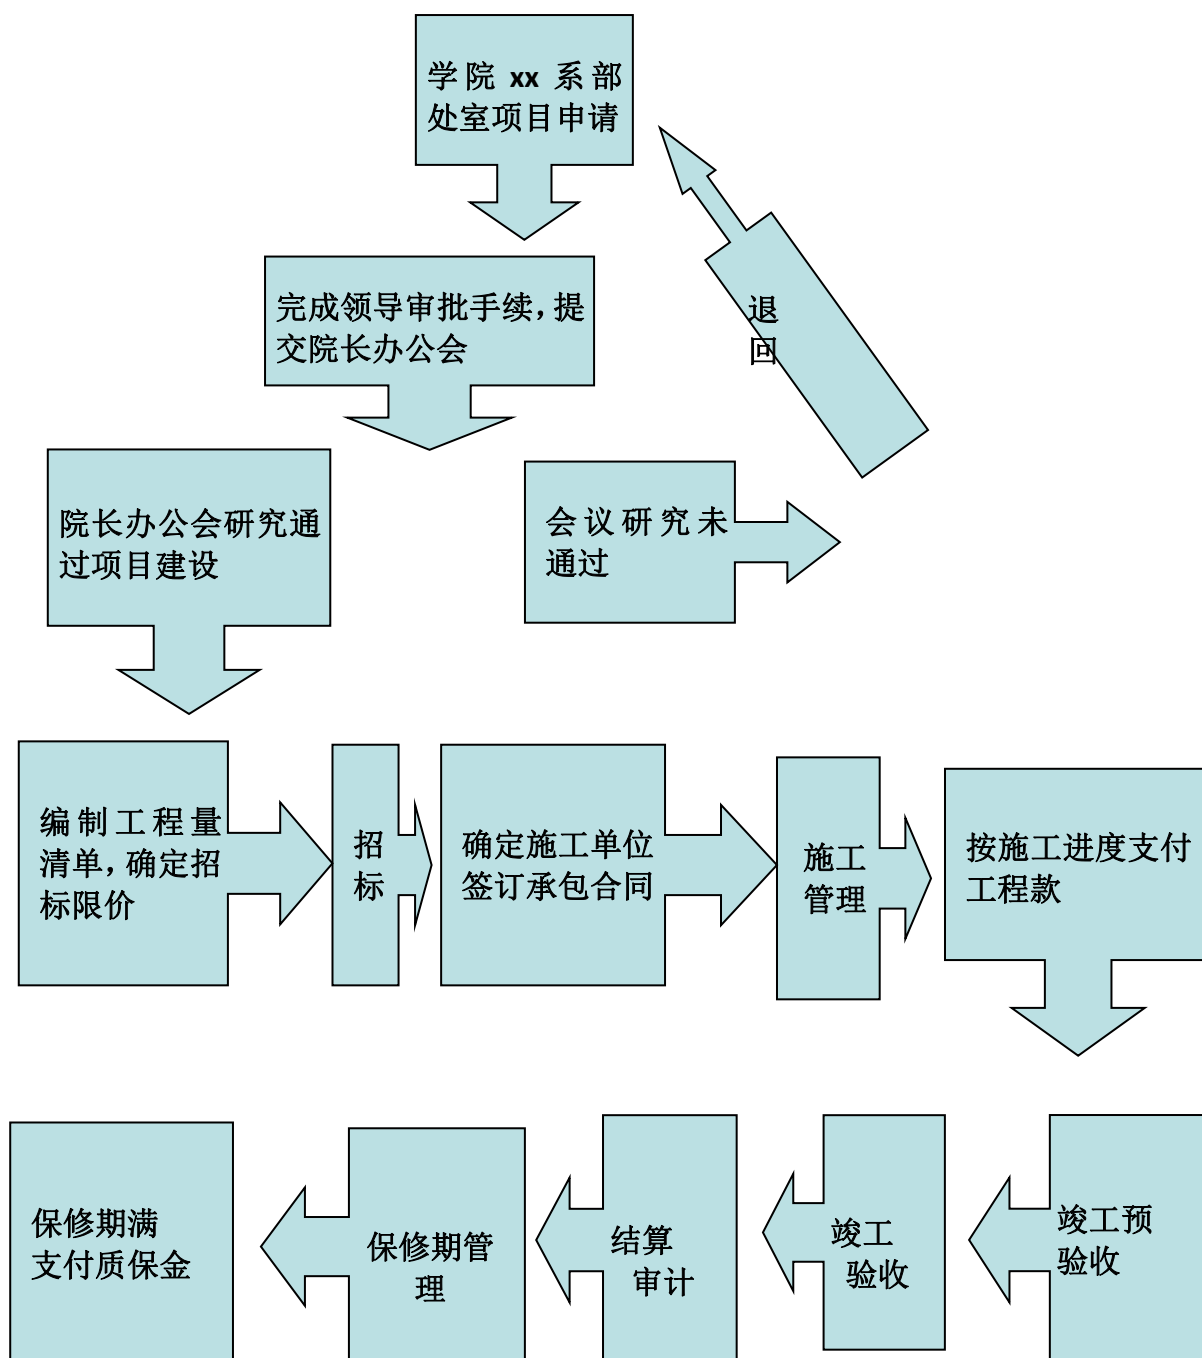 学院 xx 系部
处室项目申请
退
回
完成领导审批手续，提
交院长办公会
院长办公会研究通
过项目建设
会议研究未
通过
编制工程量
清单，确定招
标限价
招
标
确定施工单位
签订承包合同
施工
管理
按施工进度支付
工程款
竣工预
验收
竣工
验收
结算
审计
保修期管
理
保修期满
支付质保金